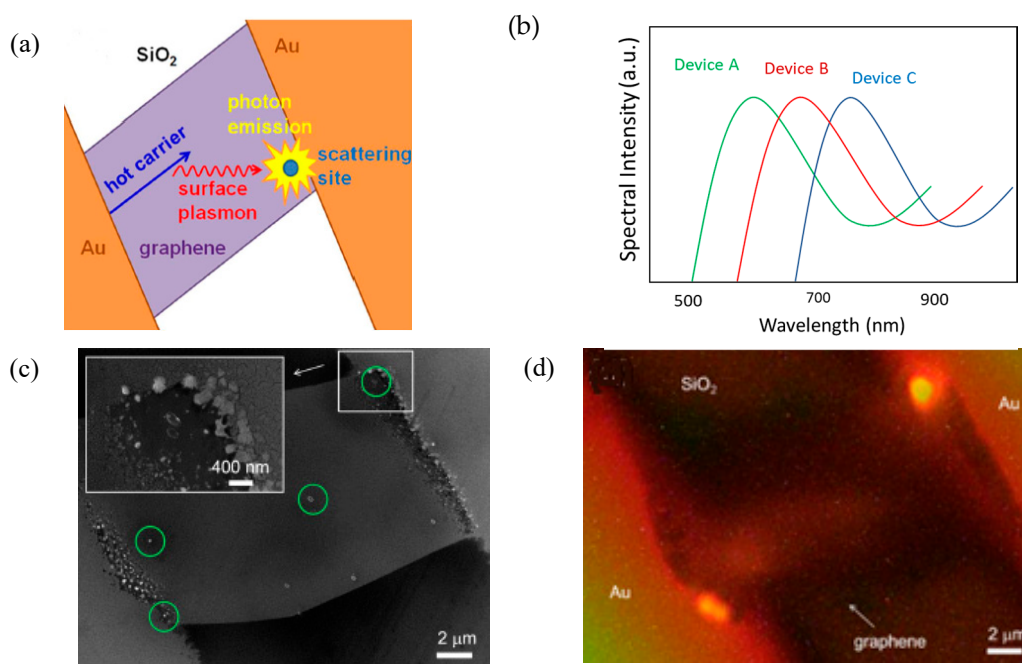 (a)
SiO₂
Au
photon
emission
hot carrier
scattering
site
surface
plasmon
Au
graphene
(b)
Spectral Intensity (a.u.)
Device A
Device B
Device C
500
700
900
Wavelength (nm)
(c)
400 nm
2 μm
(d)
SiO₂
Au
Au
graphene
2 μm